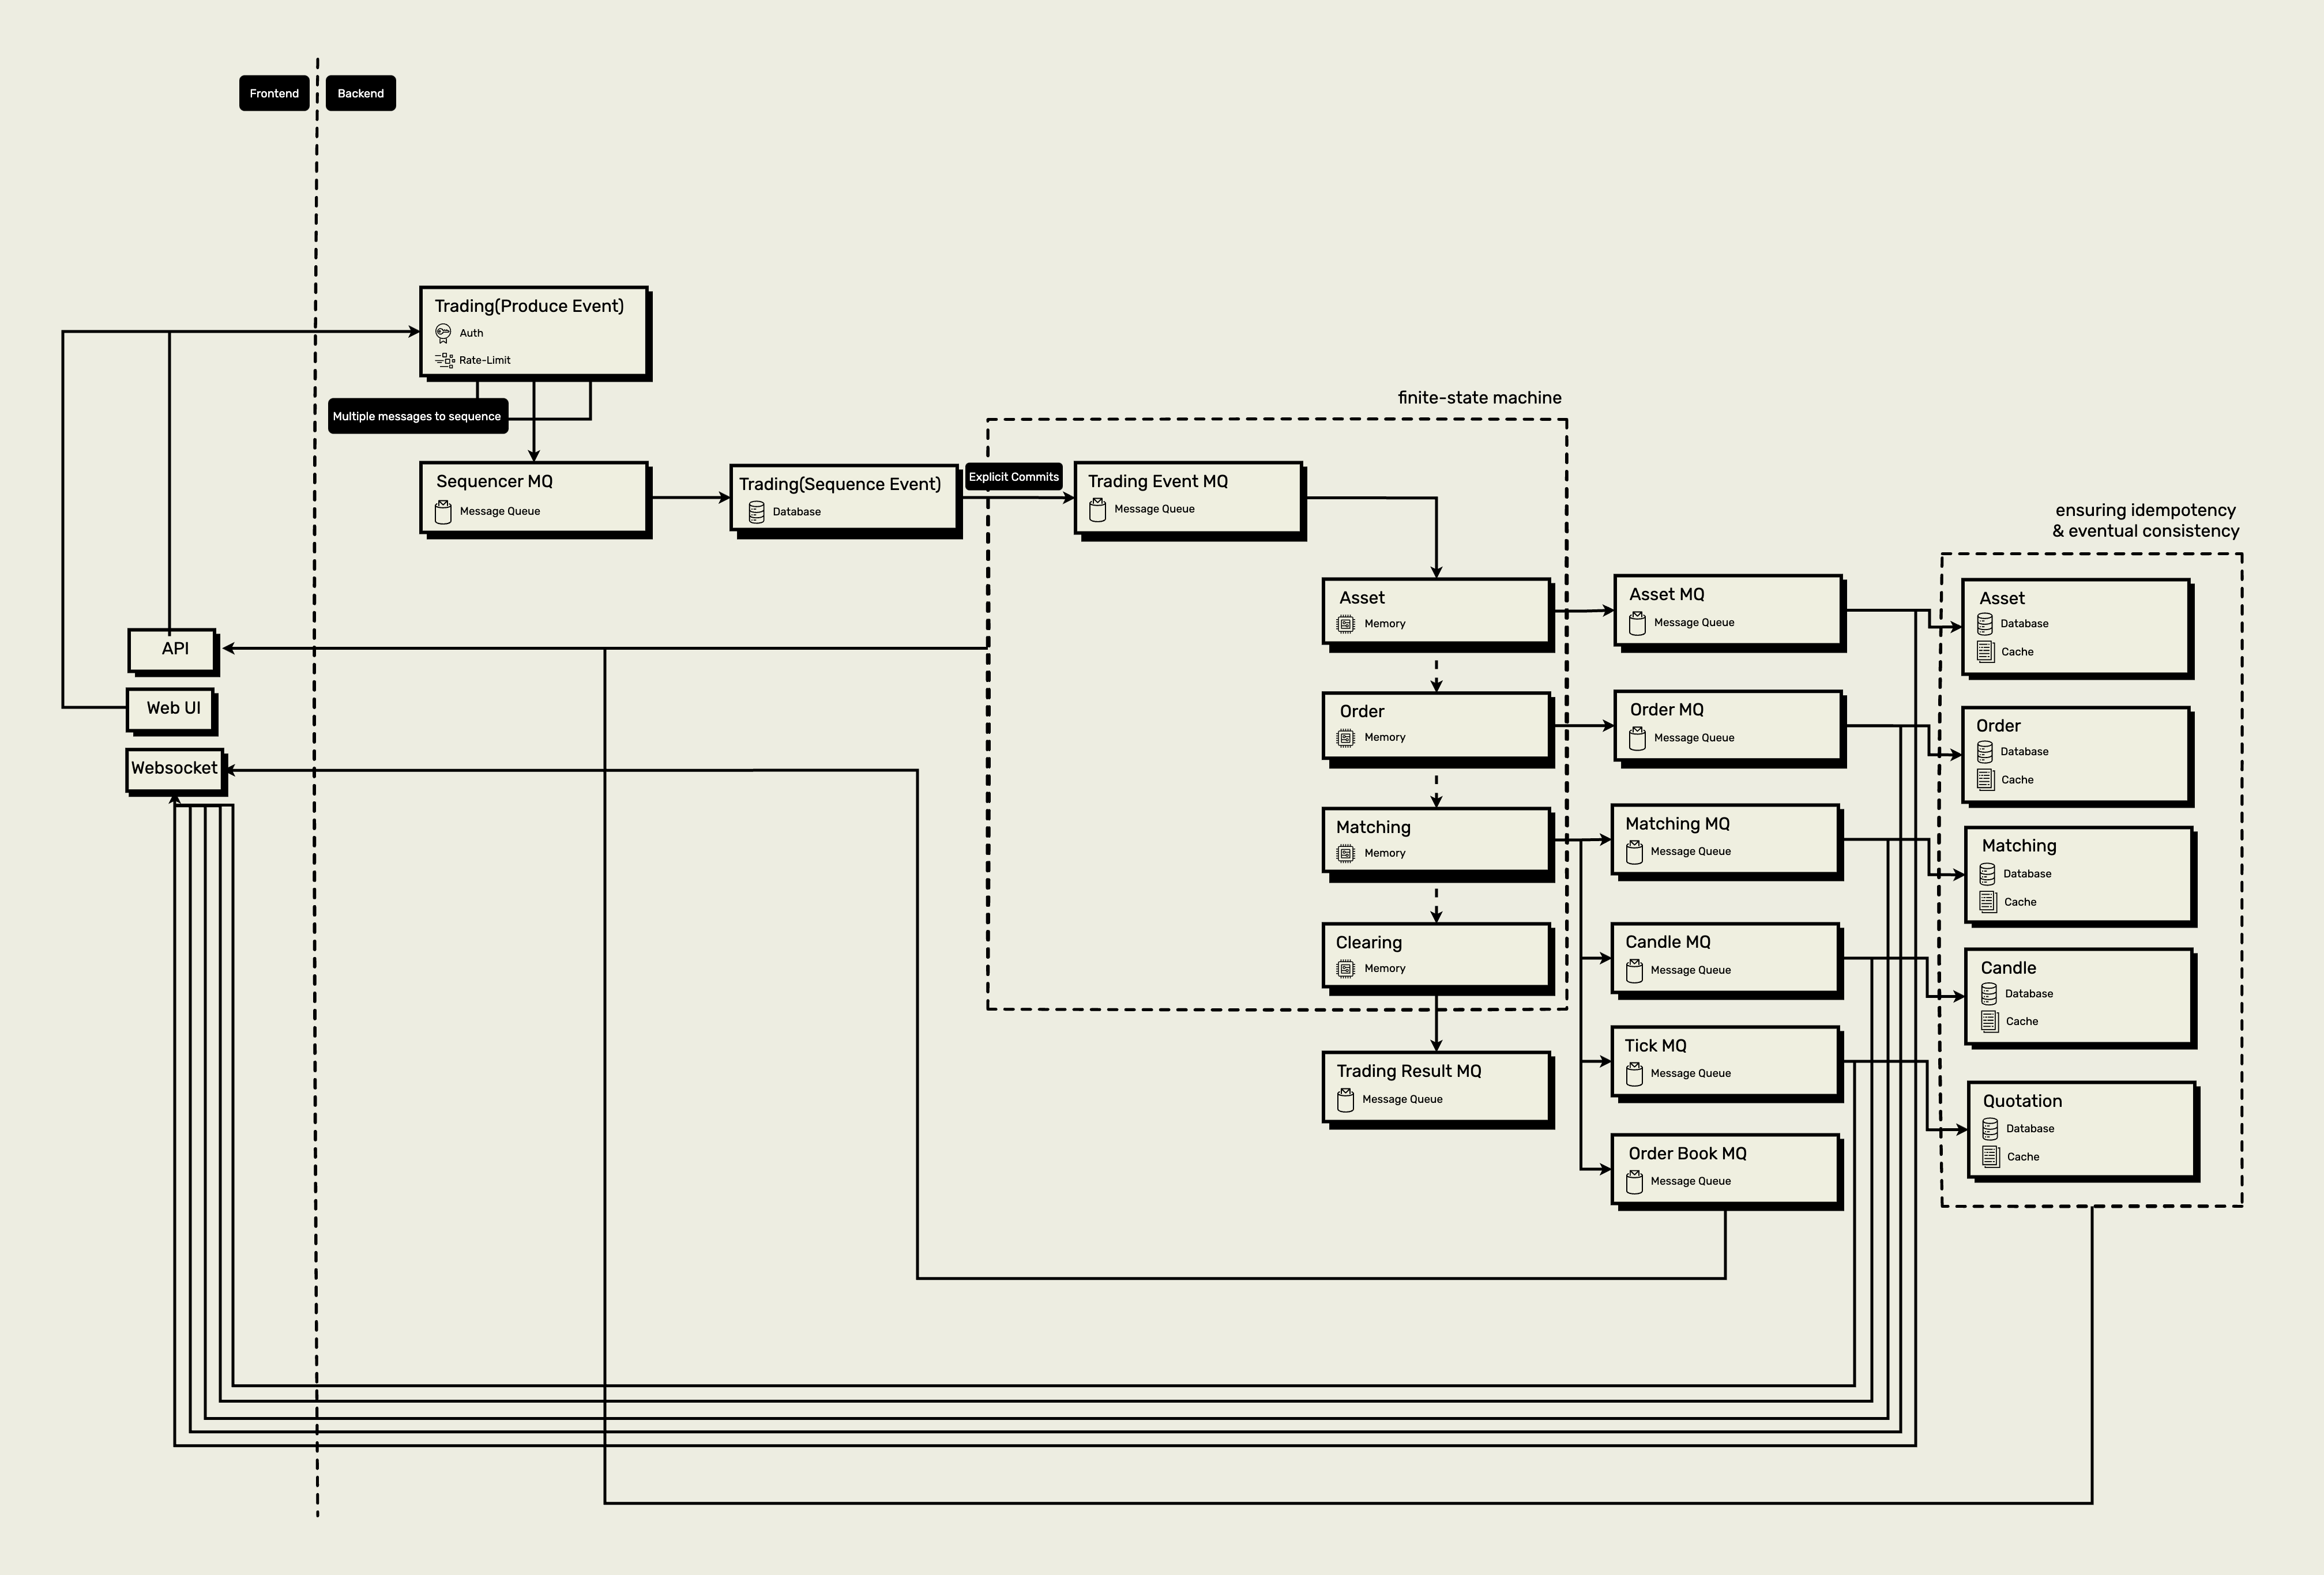 Frontend
Backend
Trading(Produce Event)
Auth
Rate-Limit
Multiple messages to sequence
finite-state machine
Sequencer MQ
Message Queue
Trading(Sequence Event)
Database
Explicit Commits
Trading Event MQ
Message Queue
ensuring idempotency
& eventual consistency
API
Web UI
Websocket
Asset
Memory
Asset MQ
Message Queue
Asset
Database
Cache
Order
Memory
Order MQ
Message Queue
Order
Database
Cache
Matching
Memory
Matching MQ
Message Queue
Matching
Database
Cache
Clearing
Memory
Candle MQ
Message Queue
Candle
Database
Cache
Trading Result MQ
Message Queue
Tick MQ
Message Queue
Quotation
Database
Cache
Order Book MQ
Message Queue